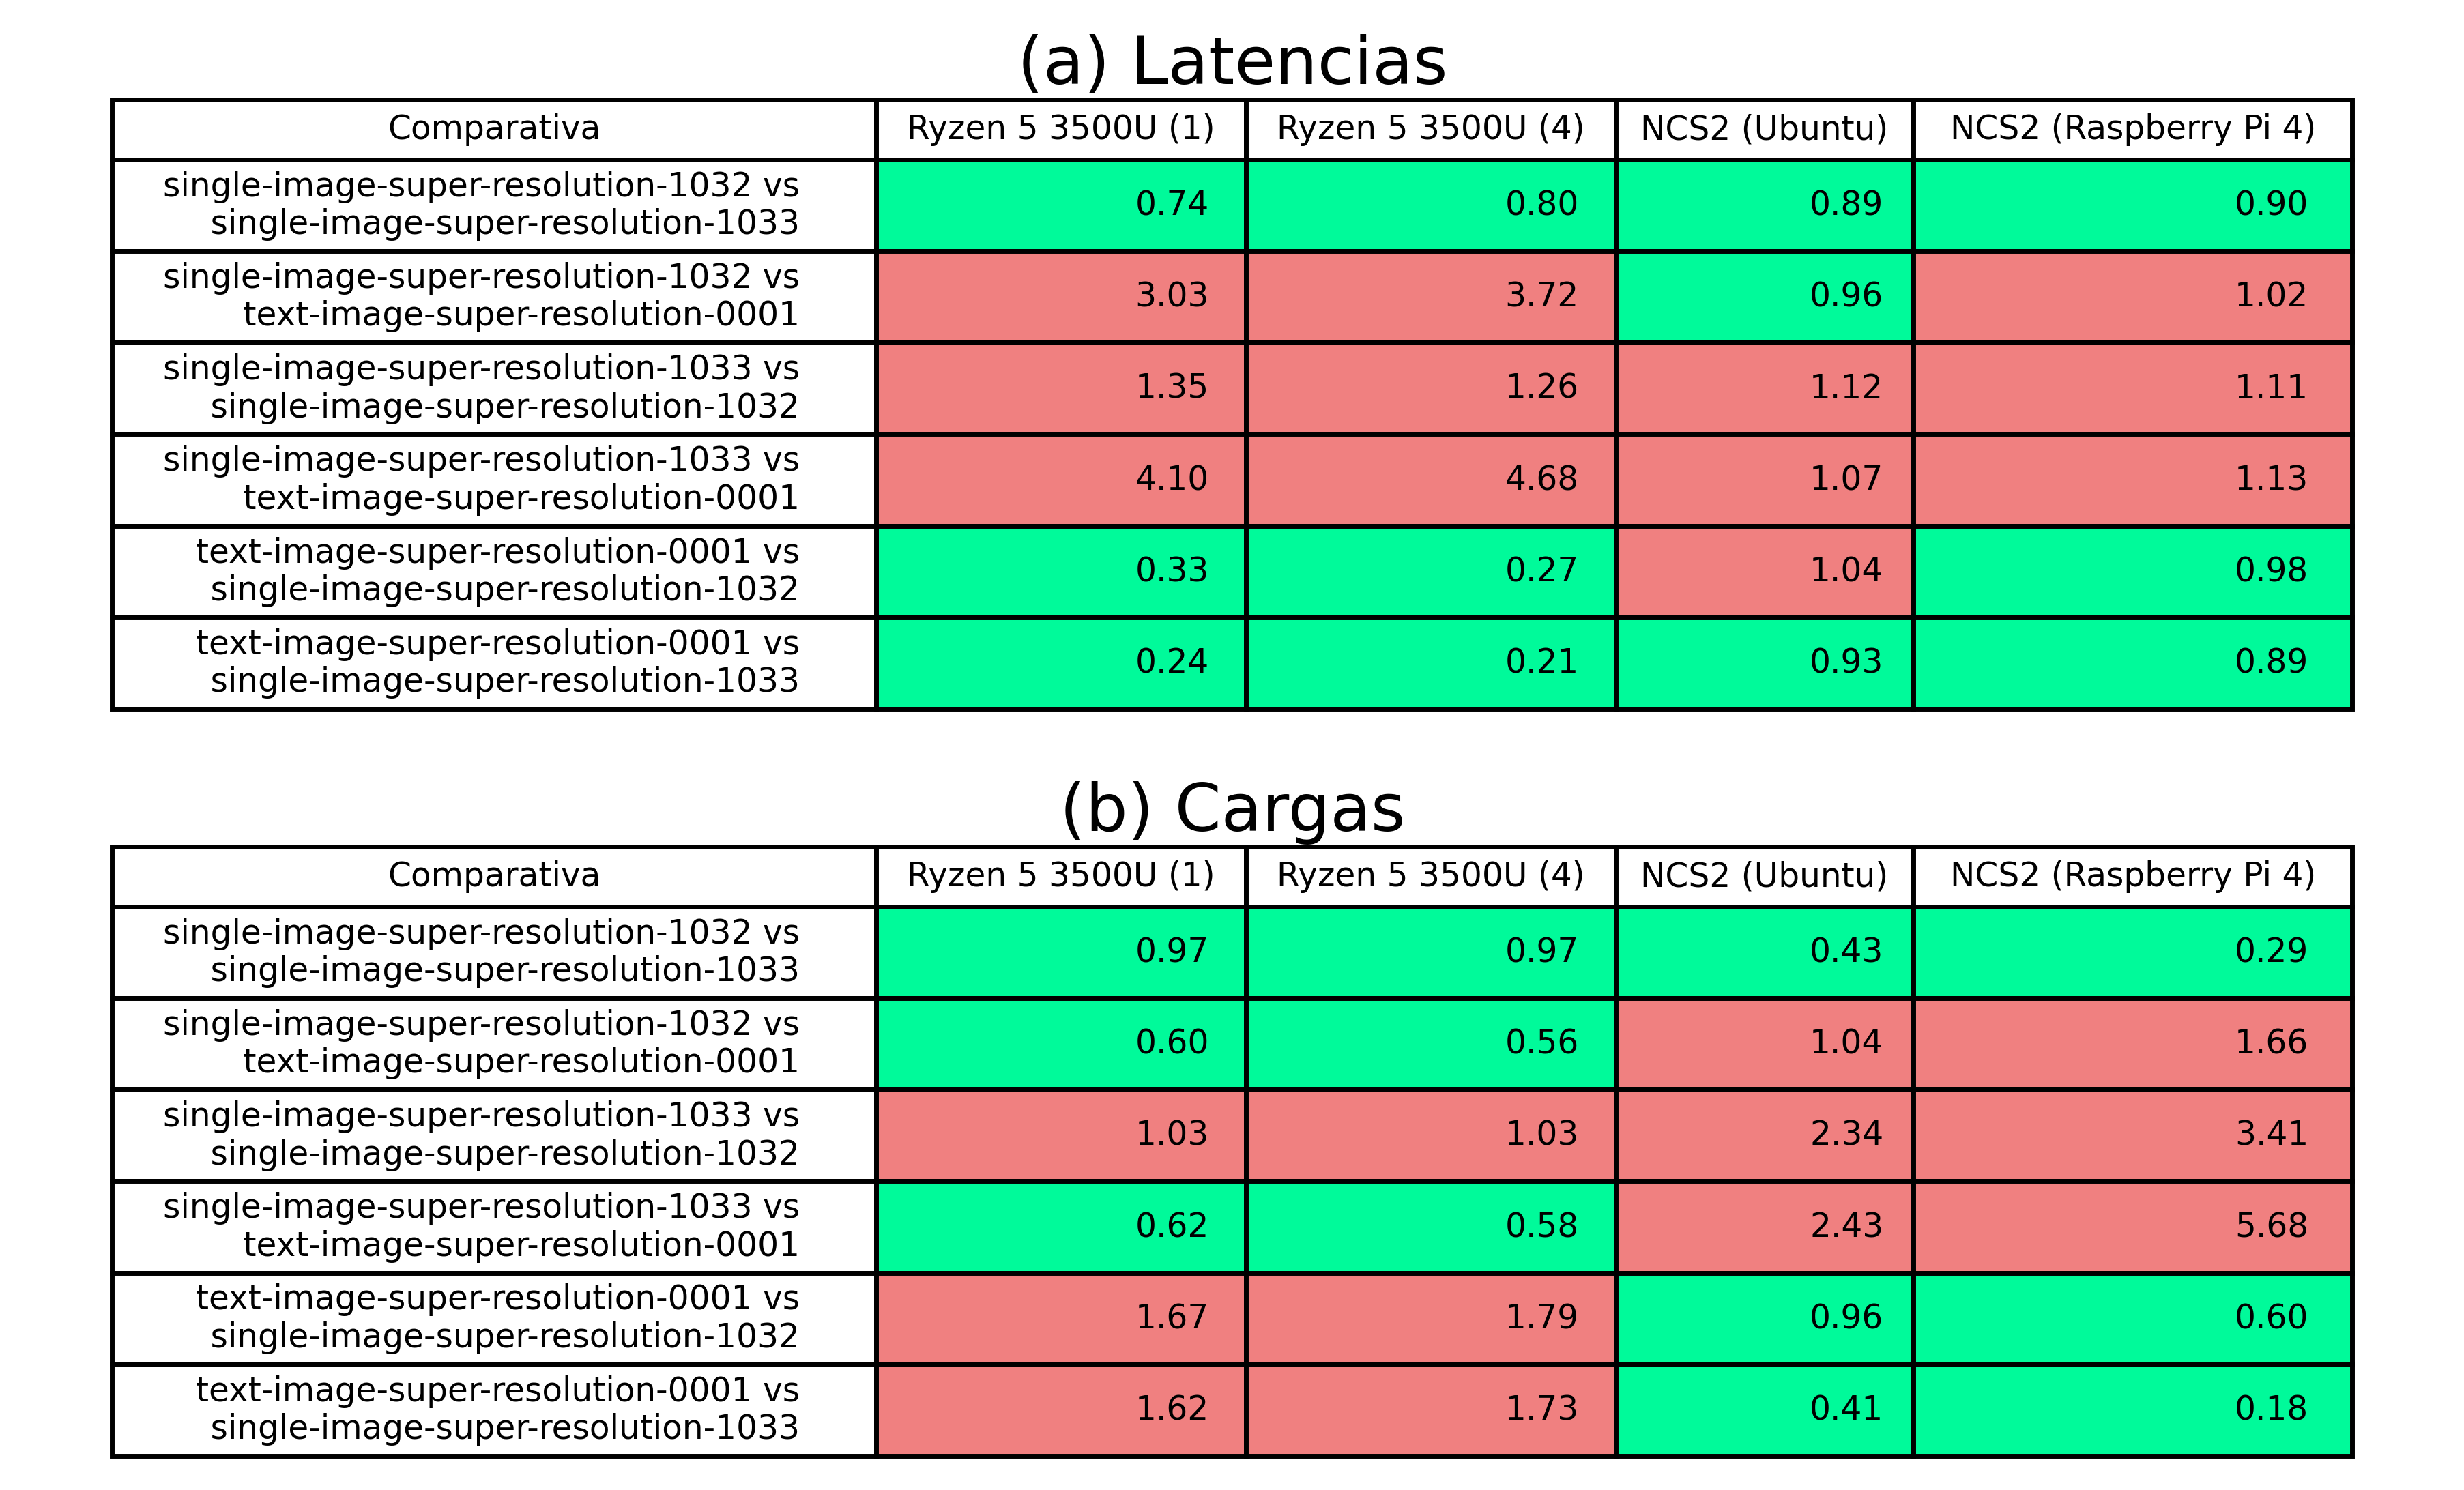 (a) Latencias
Comparativa Ryzen 5 3500U (1) Ryzen 5 3500U (4) NCS2 (Ubuntu) NCS2 (Raspberry Pi 4)
single-image-super-resolution-1032 vs
single-image-super-resolution-1033 0.74 0.80 0.89 0.90
single-image-super-resolution-1032 vs
text-image-super-resolution-0001 3.03 3.72 0.96 1.02
single-image-super-resolution-1033 vs
single-image-super-resolution-1032 1.35 1.26 1.12 1.11
single-image-super-resolution-1033 vs
text-image-super-resolution-0001 4.10 4.68 1.07 1.13
text-image-super-resolution-0001 vs
single-image-super-resolution-1032 0.33 0.27 1.04 0.98
text-image-super-resolution-0001 vs
single-image-super-resolution-1033 0.24 0.21 0.93 0.89
(b) Cargas
Comparativa Ryzen 5 3500U (1) Ryzen 5 3500U (4) NCS2 (Ubuntu) NCS2 (Raspberry Pi 4)
single-image-super-resolution-1032 vs
single-image-super-resolution-1033 0.97 0.97 0.43 0.29
single-image-super-resolution-1032 vs
text-image-super-resolution-0001 0.60 0.56 1.04 1.66
single-image-super-resolution-1033 vs
single-image-super-resolution-1032 1.03 1.03 2.34 3.41
single-image-super-resolution-1033 vs
text-image-super-resolution-0001 0.62 0.58 2.43 5.68
text-image-super-resolution-0001 vs
single-image-super-resolution-1032 1.67 1.79 0.96 0.60
text-image-super-resolution-0001 vs
single-image-super-resolution-1033 1.62 1.73 0.41 0.18